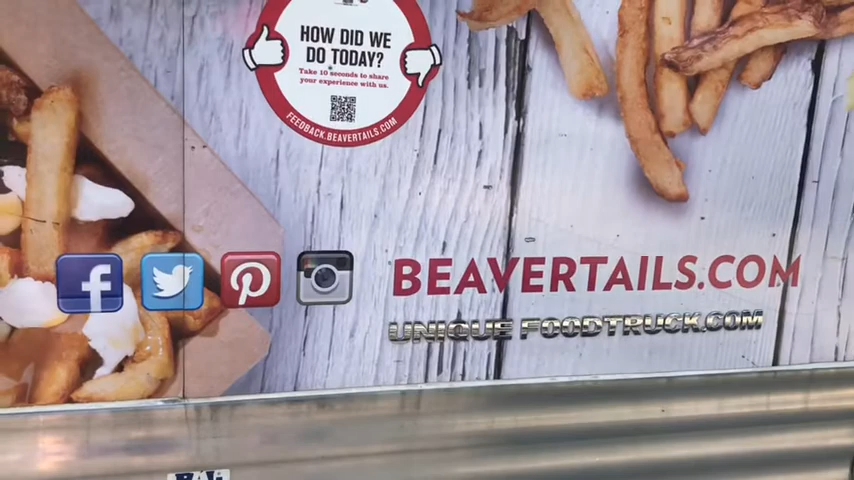 HOW DID WE
DO TODAY?
Take 10 seconds to share
your experience with us.
FEEDBACK.BEAVERTAILS.COM
BEAVERTAILS.COM
UNIQUE FOODTRUCK.COM